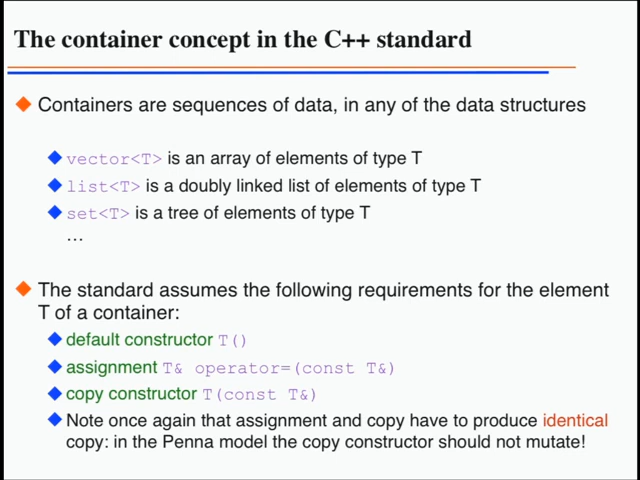 The container concept in the C++ standard
Containers are sequences of data, in any of the data structures
vector<T> is an array of elements of type T
list<T> is a doubly linked list of elements of type T
set<T> is a tree of elements of type T
…
The standard assumes the following requirements for the element
T of a container:
default constructor T()
assignment T& operator=(const T&)
copy constructor T(const T&)
Note once again that assignment and copy have to produce identical
copy: in the Penna model the copy constructor should not mutate!